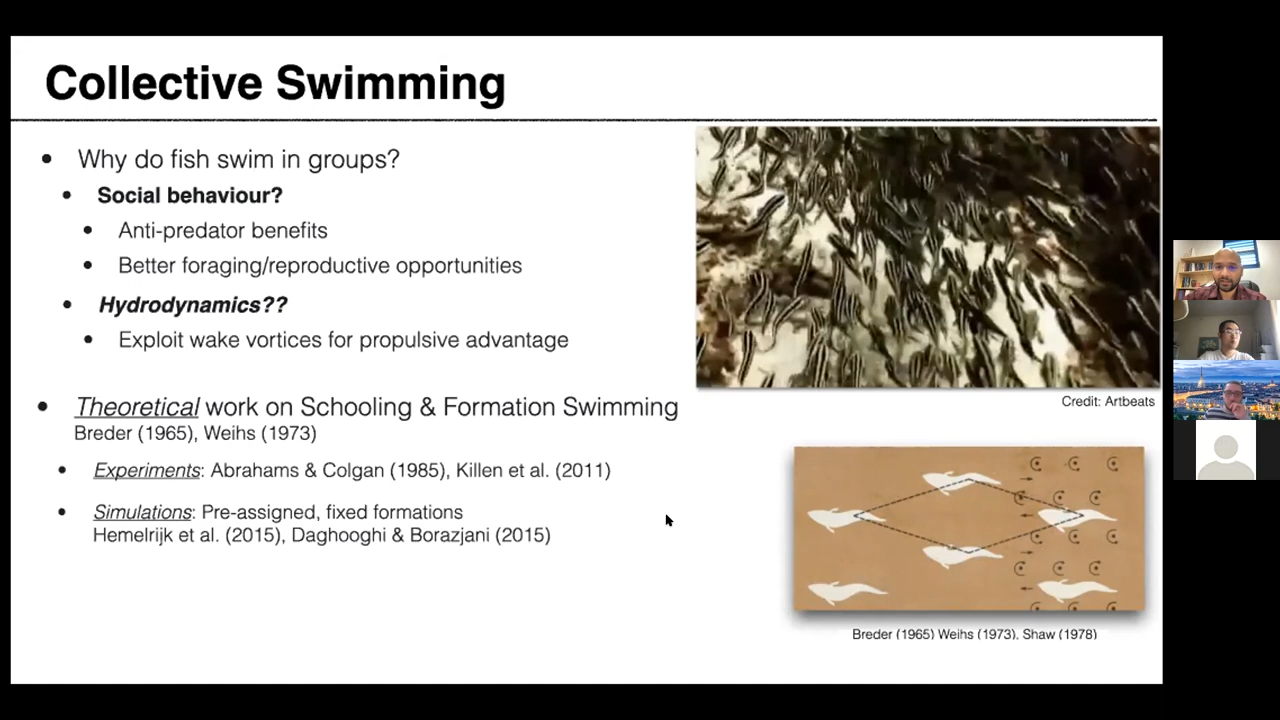 Collective Swimming
Why do fish swim in groups?
Social behaviour?
Anti-predator benefits
Better foraging/reproductive opportunities
Hydrodynamics??
Exploit wake vortices for propulsive advantage
Theoretical work on Schooling & Formation Swimming
Breder (1965), Weihs (1973)
Experiments: Abrahams & Colgan (1985), Killen et al. (2011)
Simulations: Pre-assigned, fixed formations
Hemelrijk et al. (2015), Daghooghi & Borazjani (2015)
Credit: Artbeats
Breder (1965) Weihs (1973), Shaw (1978)